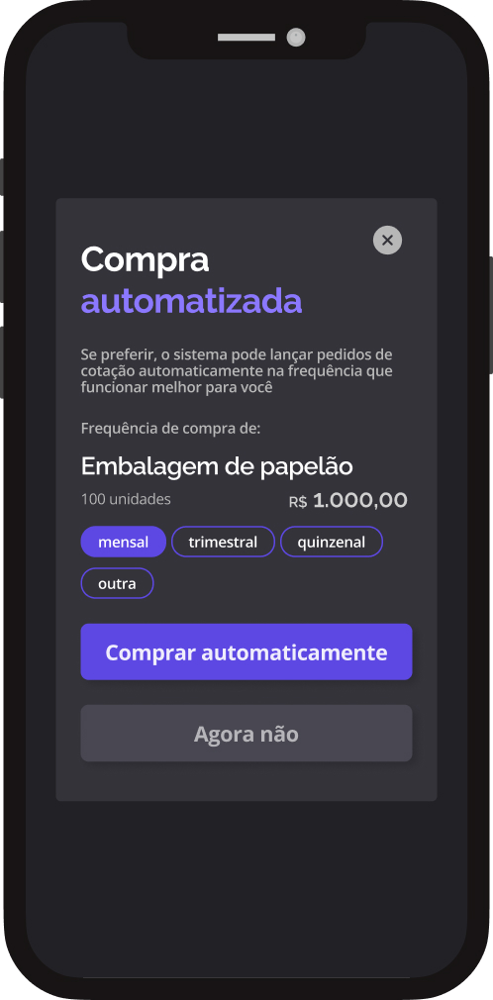 Compra
automatizada
Se preferir, o sistema pode lançar pedidos de
cotação automaticamente na frequência que
funcionar melhor para você
Frequência de compra de:
Embalagem de papelão
100 unidades R$ 1.000,00
mensal trimestral quinzenal
outra
Comprar automaticamente
Agora não